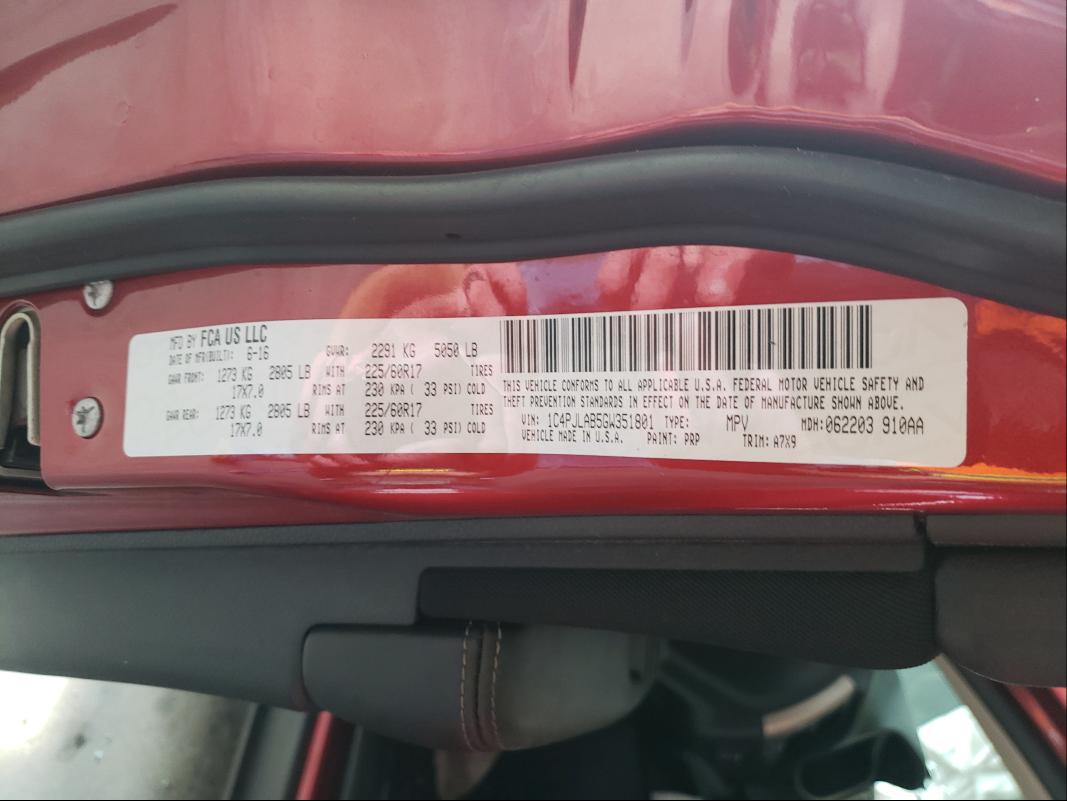 MFD BY FCA US LLC
DATE OF MFR(BUILT): 6-16 GVWR: 2291 KG 5050 LB
GAWR FRONT: 1273 KG 2805 LB WITH 225/60R17 TIRES
17X7.0 RIMS AT 230 KPA ( 33 PSI) COLD
GAWR REAR: 1273 KG 2805 LB WITH 225/60R17 TIRES
17X7.0 RIMS AT 230 KPA ( 33 PSI) COLD
THIS VEHICLE CONFORMS TO ALL APPLICABLE U.S.A. FEDERAL MOTOR VEHICLE SAFETY AND
THEFT PREVENTION STANDARDS IN EFFECT ON THE DATE OF MANUFACTURE SHOWN ABOVE.
VIN: 1C4PJLAB5GW351801 TYPE: MPV MDH: 062203 910AA
VEHICLE MADE IN U.S.A. PAINT: PRP TRIM: A7X9